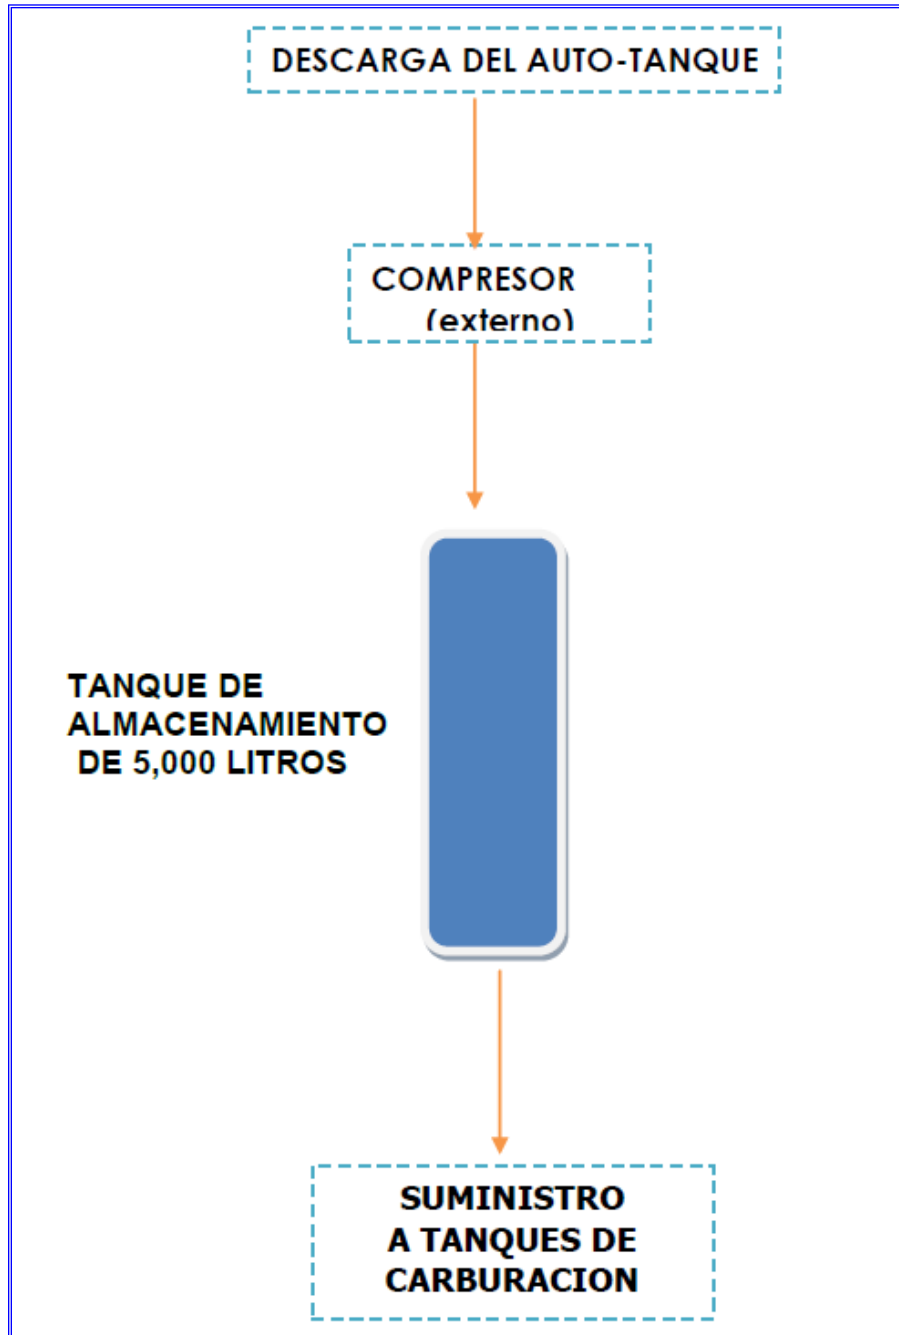 DESCARGA DEL AUTO-TANQUE
COMPRESOR
(externo)
TANQUE DE
ALMACENAMIENTO
DE 5,000 LITROS
SUMINISTRO
A TANQUES DE
CARBURACION